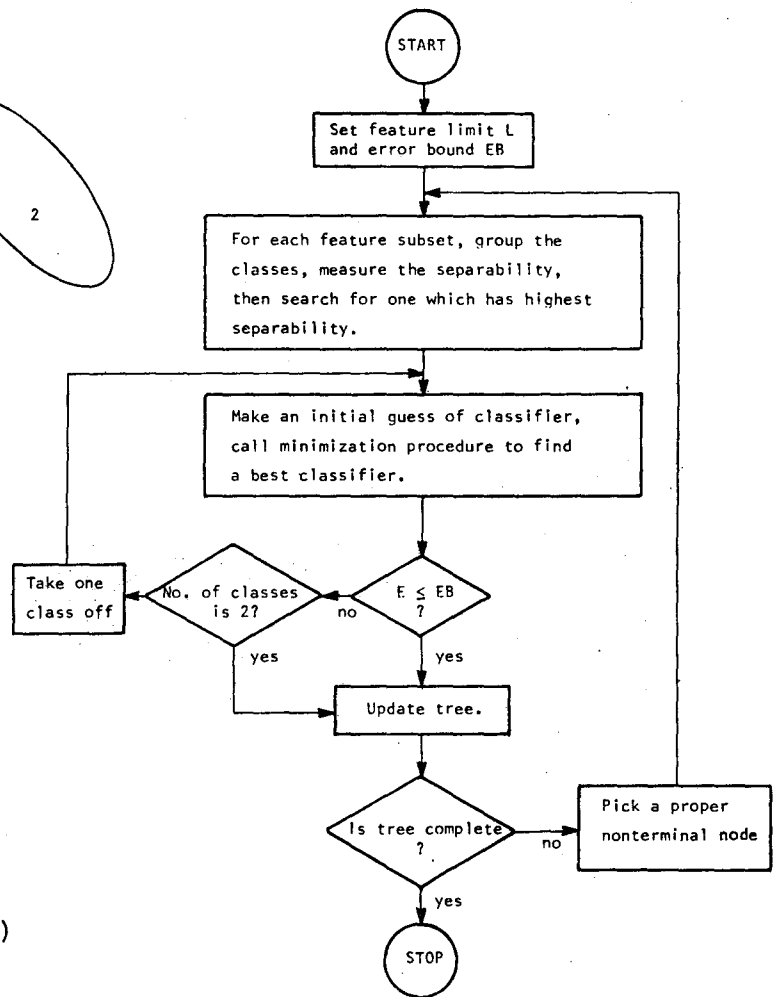 START
Set feature limit L
and error bound EB
2
For each feature subset, group the
classes, measure the separability,
then search for one which has highest
separability.
Make an initial guess of classifier,
call minimization procedure to find
a best classifier.
Take one
class off
No. of classes
is 2?
no
E ≤ EB
?
yes
yes
Update tree.
Is tree complete
?
no
Pick a proper
nonterminal node
yes
)
STOP